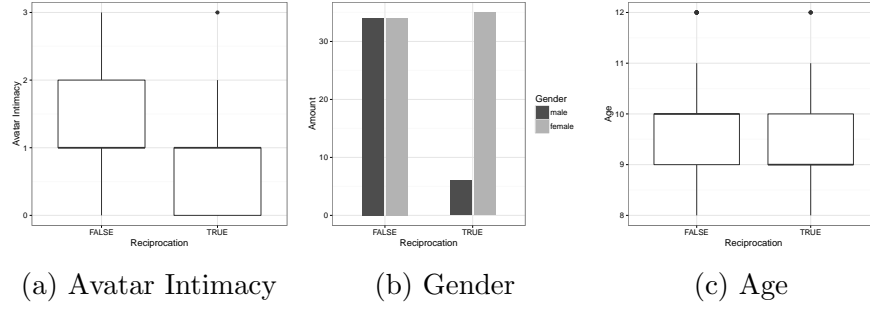 3
2
1
0
Avatar Intimacy
FALSE
TRUE
Reciprocation
(a) Avatar Intimacy
30
20
10
0
Amount
FALSE
TRUE
Reciprocation
Gender
male
female
(b) Gender
12
11
10
9
8
Age
FALSE
TRUE
Reciprocation
(c) Age